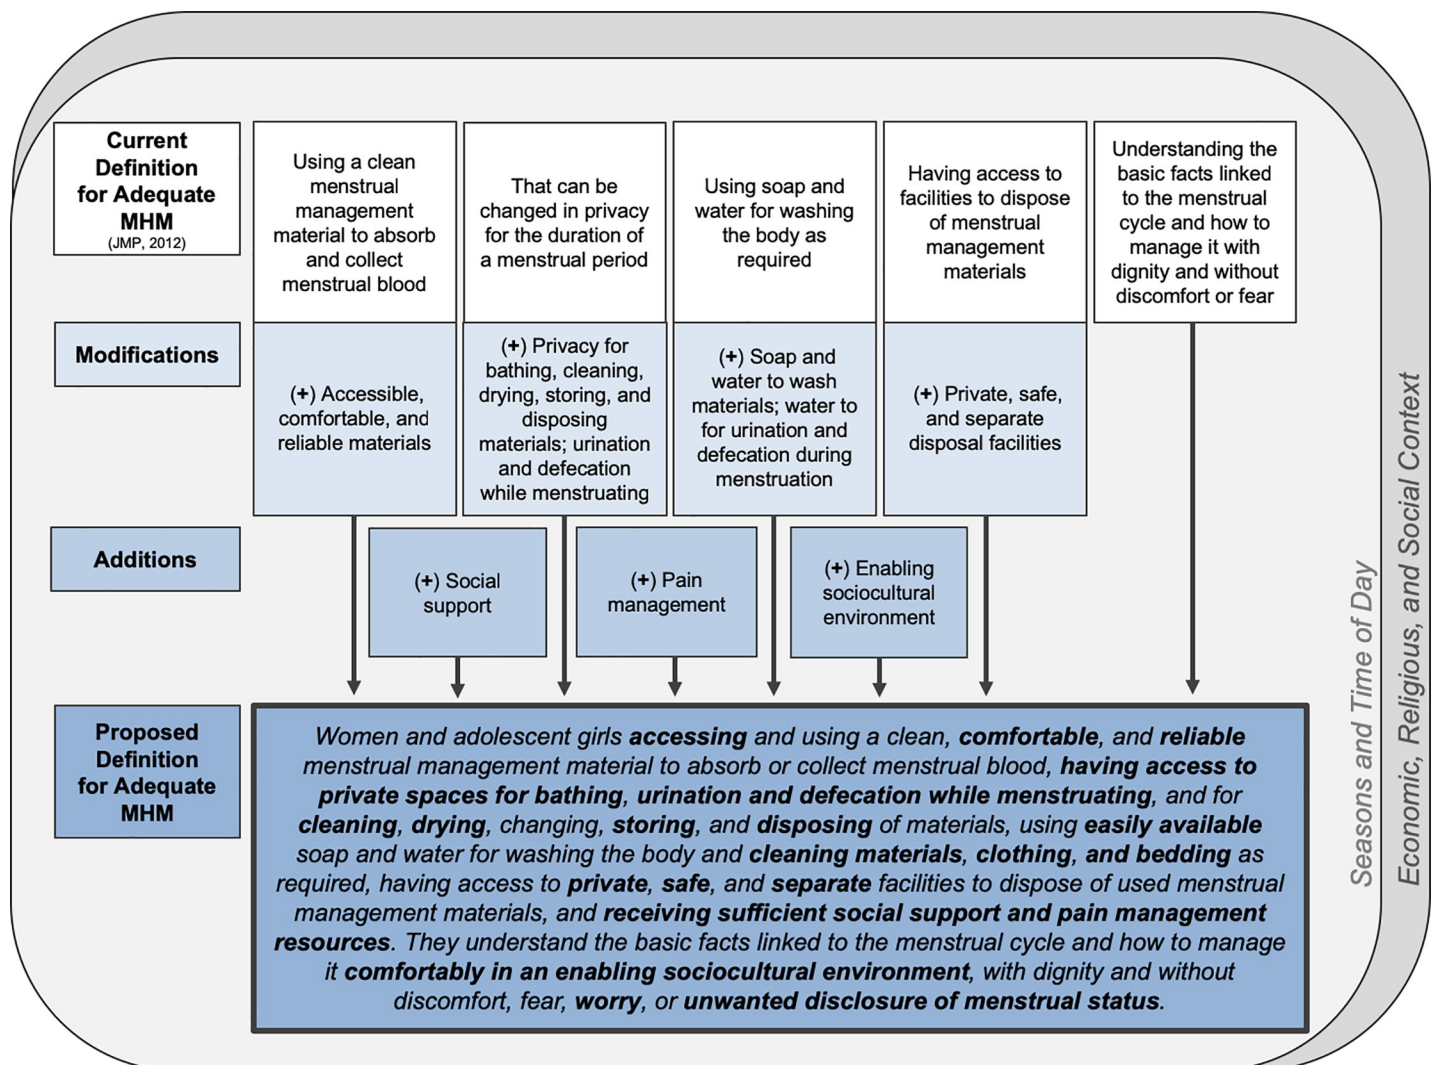 Current
Definition
for Adequate
MHM
(JMP, 2012)
Using a clean
menstrual
management
material to absorb
and collect
menstrual blood
That can be
changed in privacy
for the duration of
a menstrual period
Using soap and
water for washing
the body as
required
Having access to
facilities to dispose
of menstrual
management
materials
Understanding the
basic facts linked
to the menstrual
cycle and how to
manage it with
dignity and without
discomfort or fear
Modifications
(+) Accessible,
comfortable, and
reliable materials
(+) Privacy for
bathing, cleaning,
drying, storing, and
disposing
materials; urination
and defecation
while menstruating
(+) Soap and
water to wash
materials; water to
for urination and
defecation during
menstruation
(+) Private, safe,
and separate
disposal facilities
Additions
(+) Social
support
(+) Pain
management
(+) Enabling
sociocultural
environment
Proposed
Definition
for Adequate
MHM
Women and adolescent girls accessing and using a clean, comfortable, and reliable
menstrual management material to absorb or collect menstrual blood, having access to
private spaces for bathing, urination and defecation while menstruating, and for
cleaning, drying, changing, storing, and disposing of materials, using easily available
soap and water for washing the body and cleaning materials, clothing, and bedding as
required, having access to private, safe, and separate facilities to dispose of used menstrual
management materials, and receiving sufficient social support and pain management
resources. They understand the basic facts linked to the menstrual cycle and how to manage
it comfortably in an enabling sociocultural environment, with dignity and without
discomfort, fear, worry, or unwanted disclosure of menstrual status.
Seasons and Time of Day
Economic, Religious, and Social Context